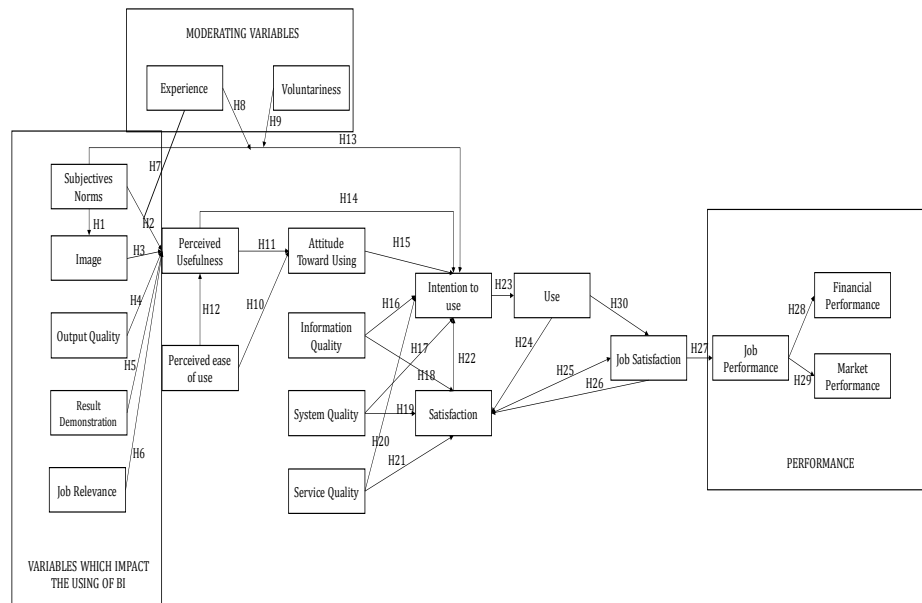 MODERATING VARIABLES
Experience
Voluntariness
H8
H9
H13
H7
Subjectives
Norms
H14
H1
H2
Image
H3
Perceived
Usefulness
H11
Attitude
Toward Using
H15
H4
H12
H10
Intention to
use
H23
Use
H30
Financial
Performance
H28
Output Quality
Information
Quality
H16
H17
H22
H24
H5
Perceived ease
of use
H18
H25
H26
Job Satisfaction
H27
Job
Performance
H29
Market
Performance
Result
Demonstration
H6
System Quality
H19
Satisfaction
H20
H21
Job Relevance
Service Quality
PERFORMANCE
VARIABLES WHICH IMPACT
THE USING OF BI